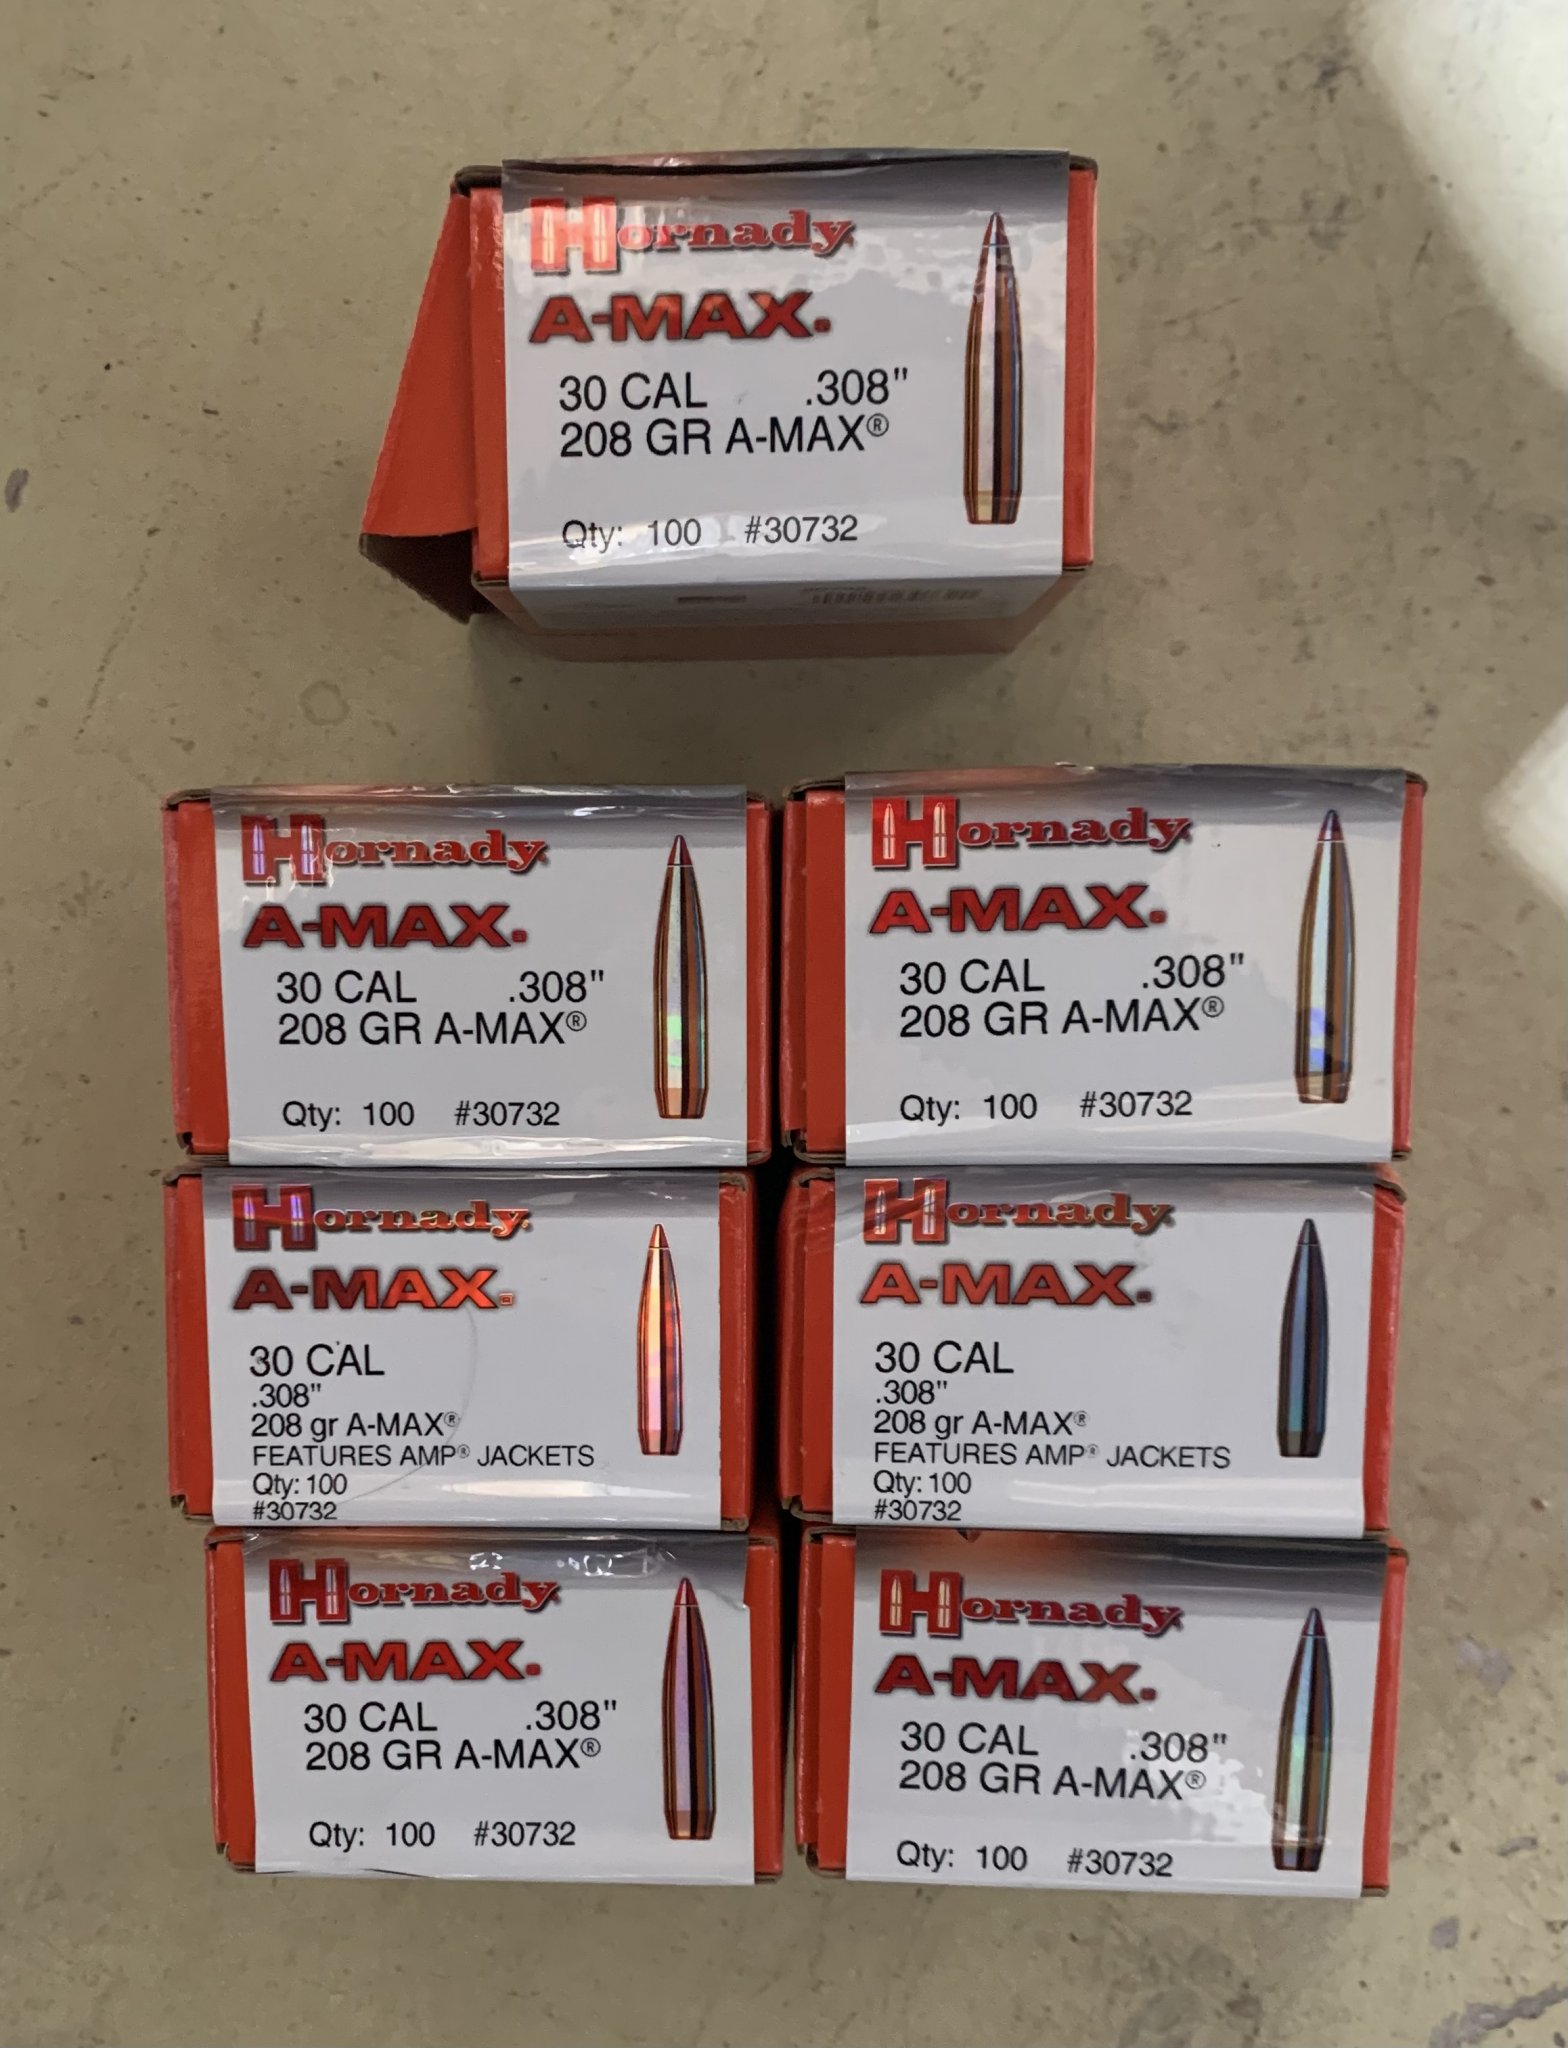 Hornady
A-MAX.
30 CAL .308"
208 GR A-MAX®
Qty: 100 #30732
Hornady
A-MAX.
30 CAL .308"
208 GR A-MAX®
Qty: 100 #30732
Hornady
A-MAX.
30 CAL .308"
208 GR A-MAX®
Qty: 100 #30732
Hornady
A-MAX.
30 CAL
.308"
208 gr A-MAX®
FEATURES AMP® JACKETS
Qty: 100
#30732
Hornady
A-MAX.
30 CAL
.308"
208 gr A-MAX®
FEATURES AMP® JACKETS
Qty: 100
#30732
Hornady
A-MAX.
30 CAL .308"
208 GR A-MAX®
Qty: 100 #30732
Hornady
A-MAX.
30 CAL .308"
208 GR A-MAX®
Qty: 100 #30732